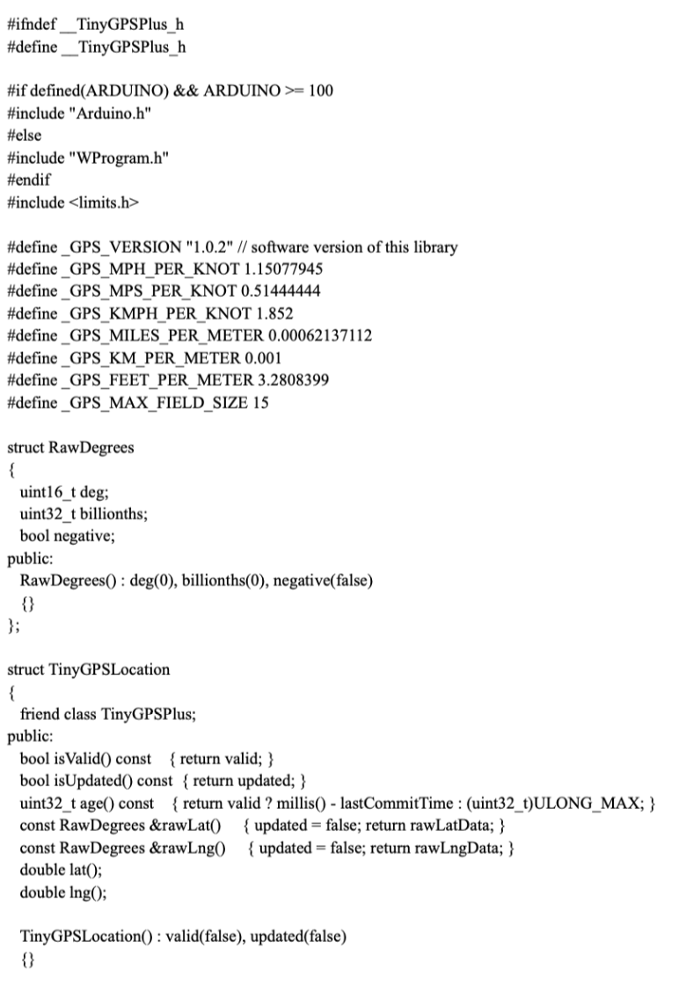 #ifndef __TinyGPSPlus_h
#define __TinyGPSPlus_h

#if defined(ARDUINO) && ARDUINO >= 100
#include "Arduino.h"
#else
#include "WProgram.h"
#endif
#include <limits.h>

#define _GPS_VERSION "1.0.2" // software version of this library
#define _GPS_MPH_PER_KNOT 1.15077945
#define _GPS_MPS_PER_KNOT 0.51444444
#define _GPS_KMPH_PER_KNOT 1.852
#define _GPS_MILES_PER_METER 0.00062137112
#define _GPS_KM_PER_METER 0.001
#define _GPS_FEET_PER_METER 3.2808399
#define _GPS_MAX_FIELD_SIZE 15

struct RawDegrees
{
  uint16_t deg;
  uint32_t billionths;
  bool negative;
public:
  RawDegrees() : deg(0), billionths(0), negative(false)
  {}
};

struct TinyGPSLocation
{
  friend class TinyGPSPlus;
public:
  bool isValid() const    { return valid; }
  bool isUpdated() const  { return updated; }
  uint32_t age() const    { return valid ? millis() - lastCommitTime : (uint32_t)ULONG_MAX; }
  const RawDegrees &rawLat()     { updated = false; return rawLatData; }
  const RawDegrees &rawLng()     { updated = false; return rawLngData; }
  double lat();
  double lng();

  TinyGPSLocation() : valid(false), updated(false)
  {}